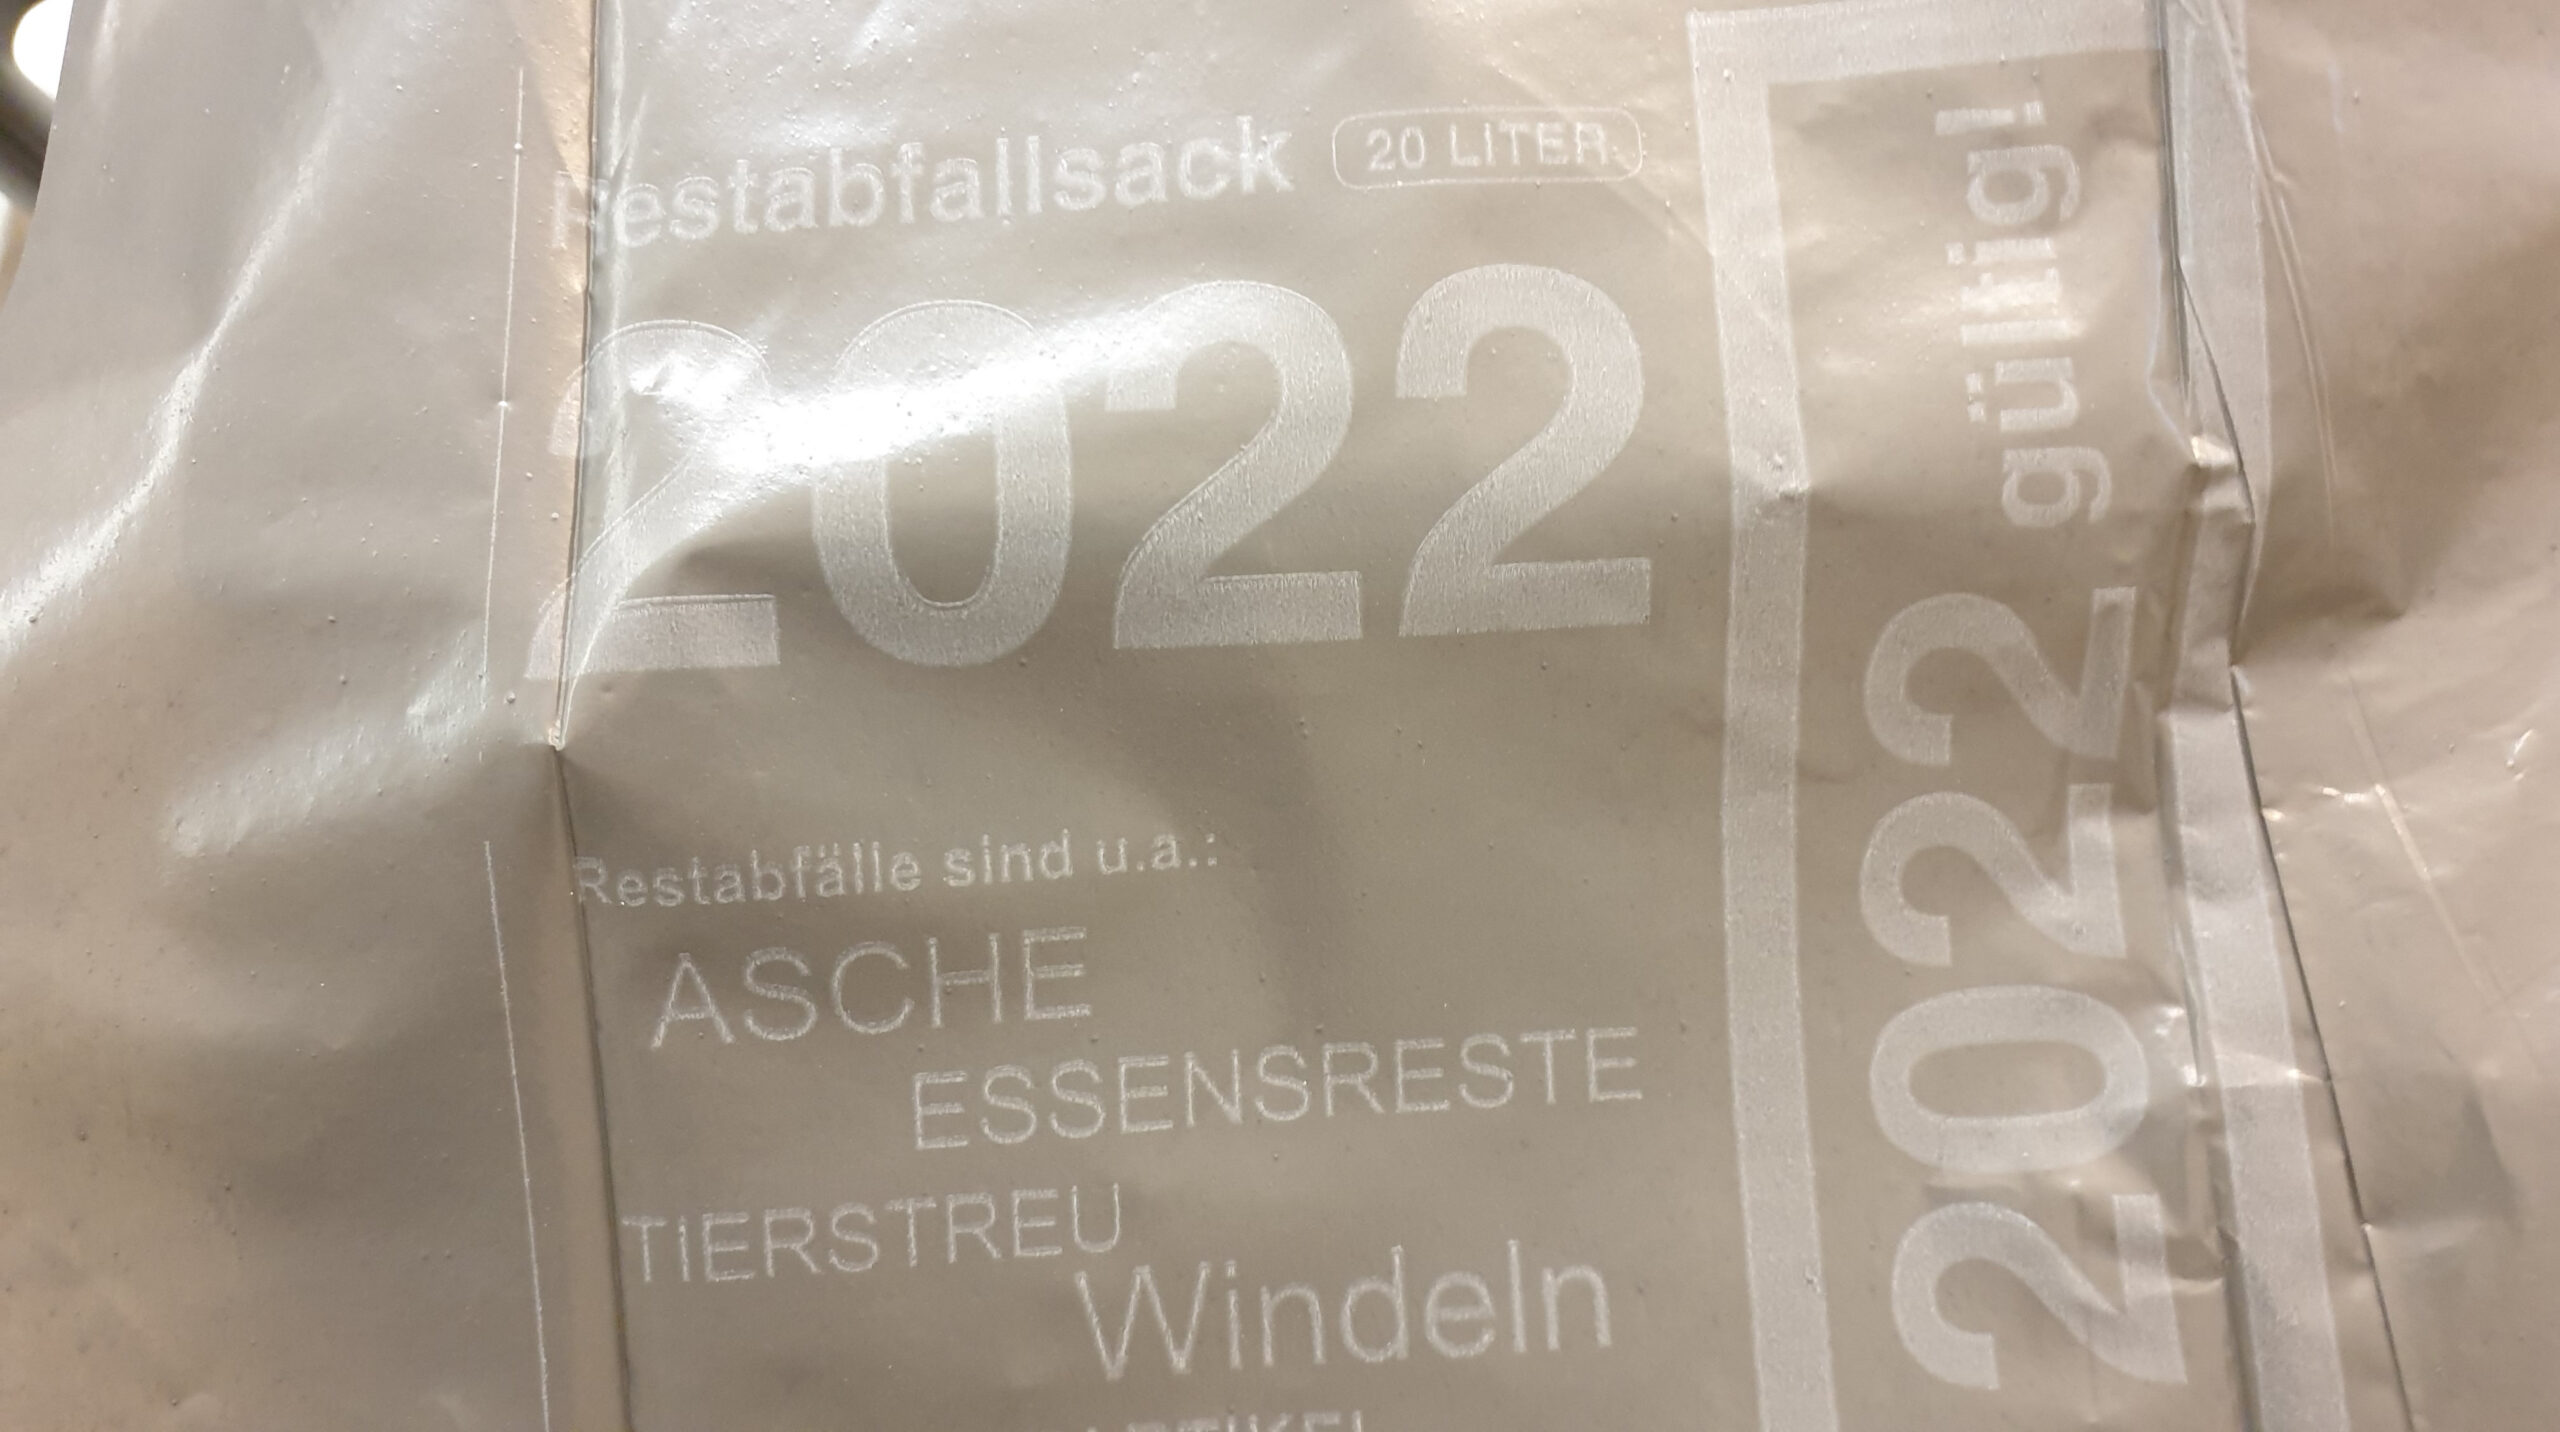 Restabfallsack 20 LITER
2022
Restabfälle sind u.a.:
ASCHE
ESSENSRESTE
TIERSTREU
Windeln
2022 gültig!